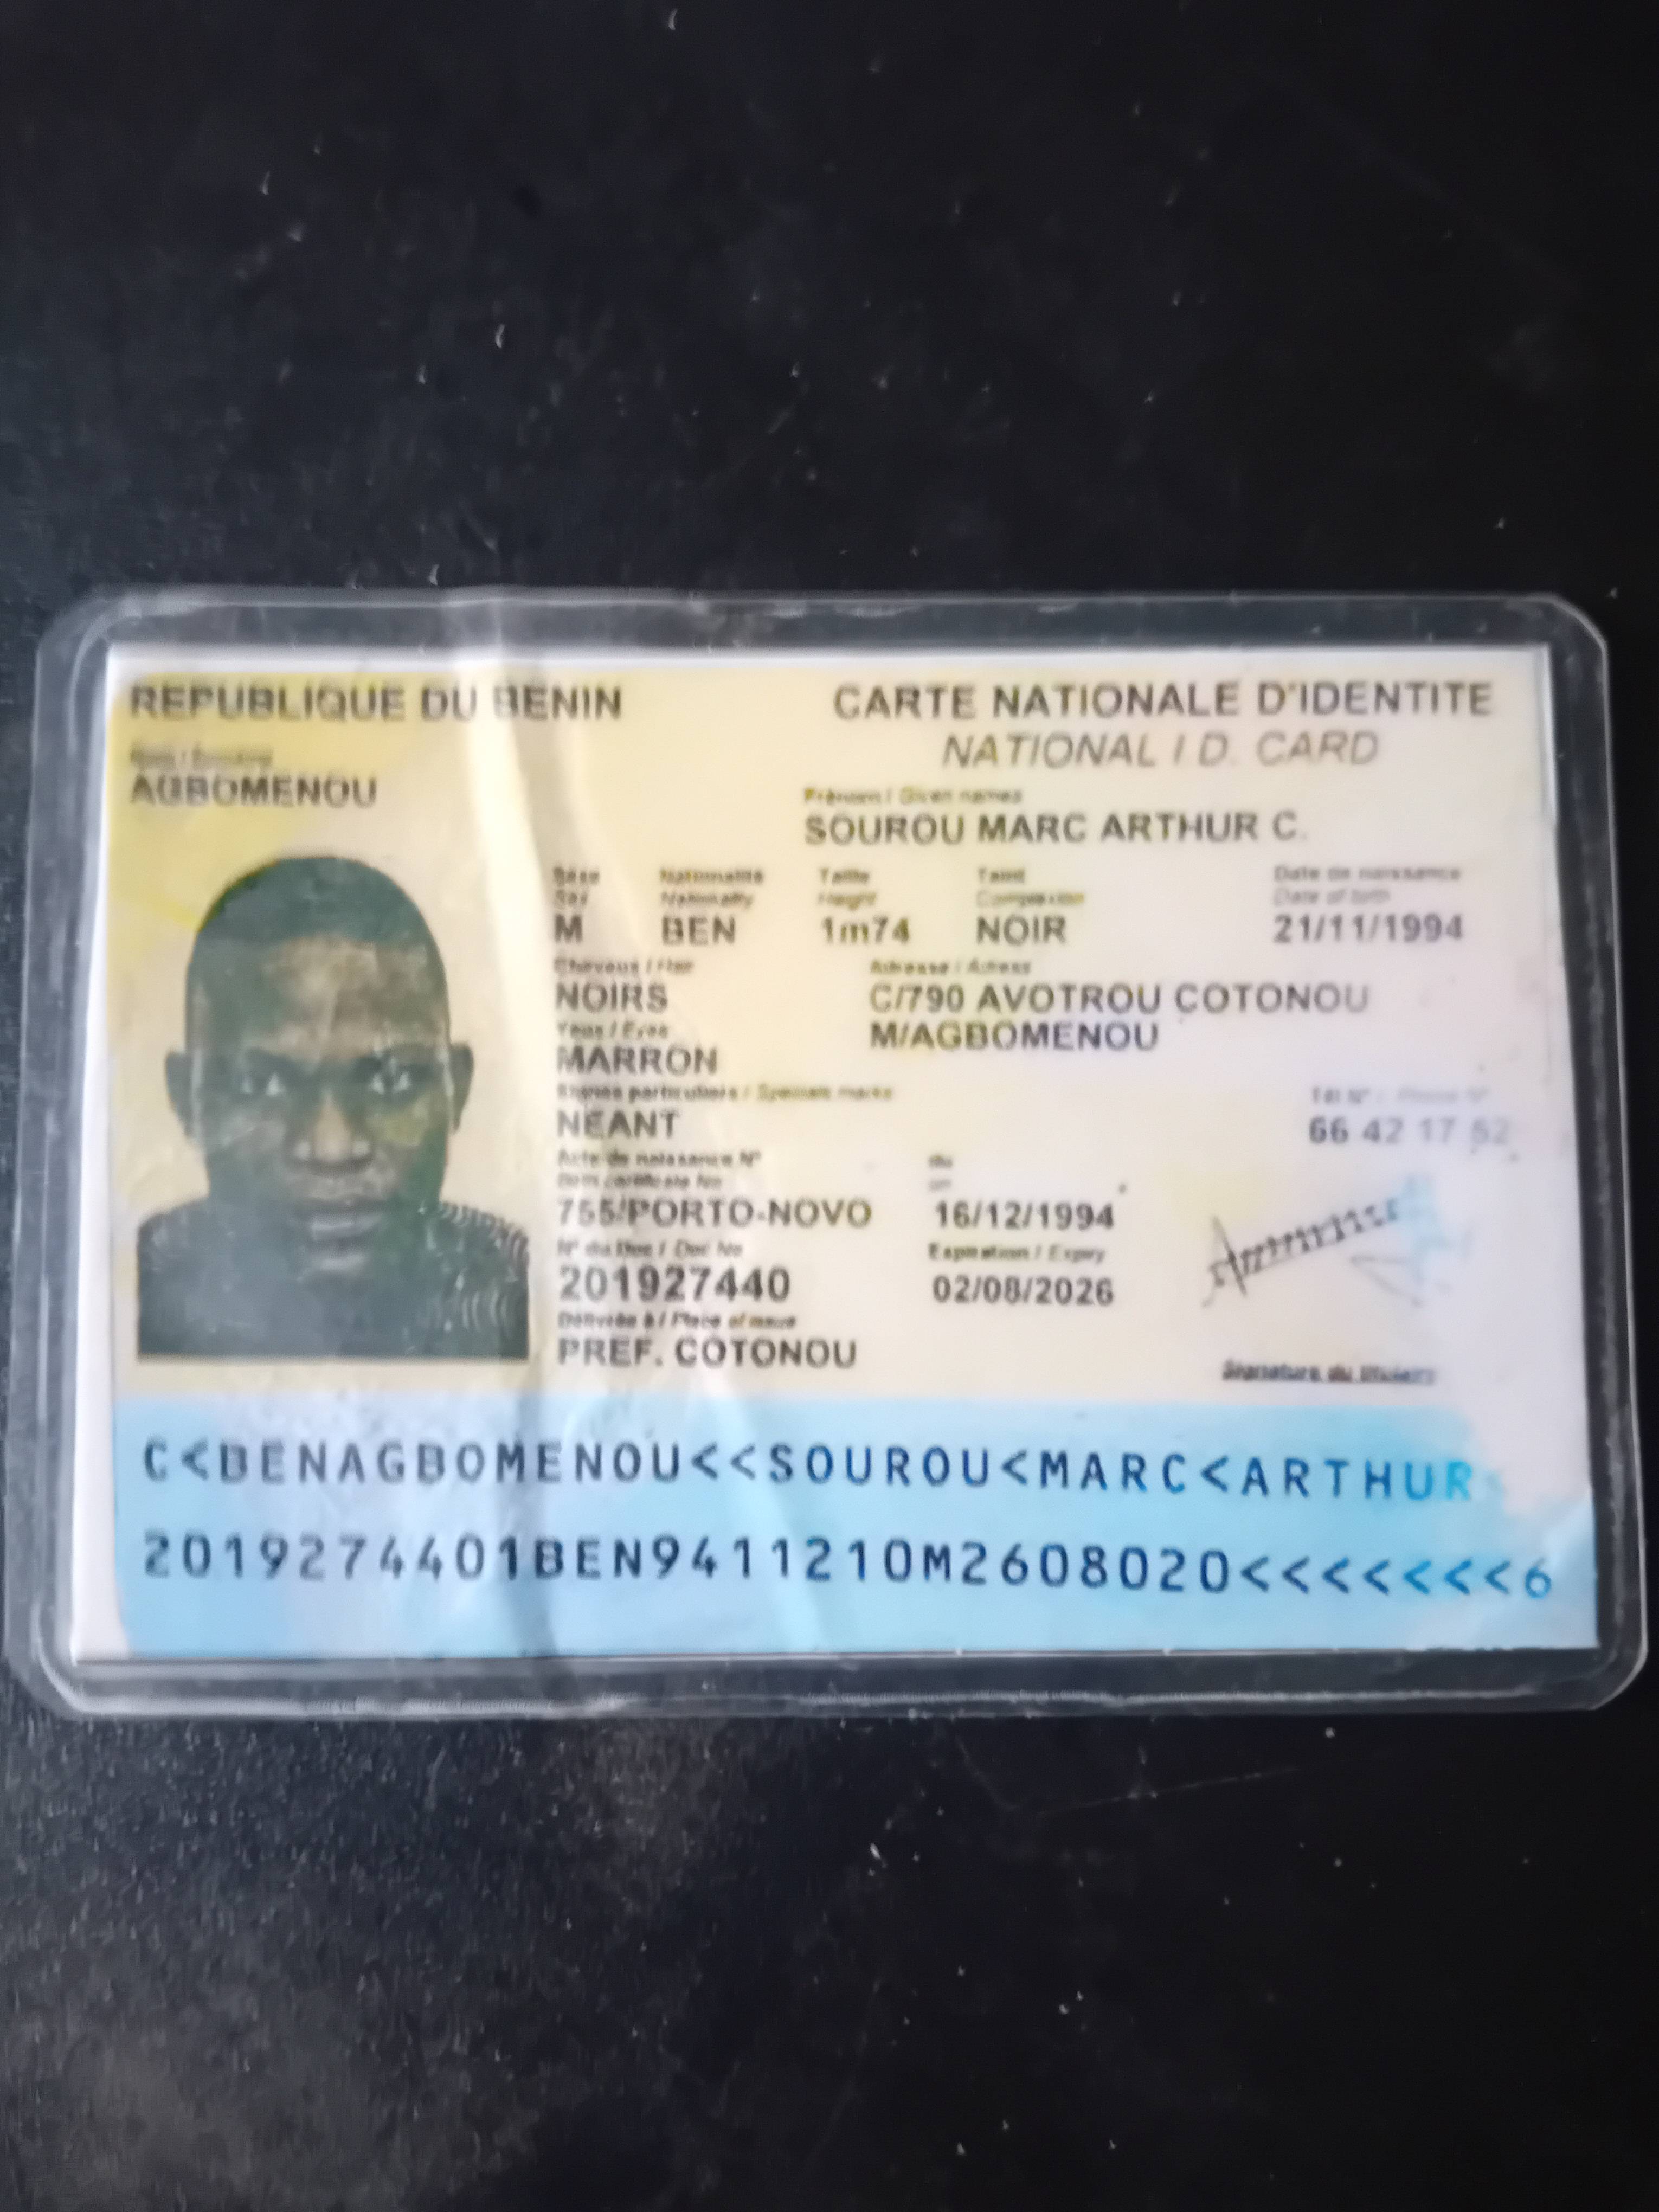 REPUBLIQUE DU BENIN
CARTE NATIONALE D'IDENTITE
NATIONAL I D. CARD
Nom / Surname
AGBOMENOU
Prénom / Given names
SOUROU MARC ARTHUR C.
Sexe Nationalité Taille Teint Date de naissance
Sex Nationality Height Complexion Date of birth
M BEN 1m74 NOIR 21/11/1994
Cheveux / Hair Adresse / Adress
NOIRS C/790 AVOTROU COTONOU
Yeux / Eyes M/AGBOMENOU
MARRON
Signes particuliers / Specials marks
NEANT
Tél N° : Phone N°
66 42 17 52
Acte de naissance N° du
Birth certificate No on
755/PORTO-NOVO 16/12/1994
N° du Doc / Doc No Expiration / Expiry
201927440 02/08/2026
Délivrée à / Place of issue
PREF. COTONOU
Signature du titulaire
C<BENAGBOMENOU<<SOUROU<MARC<ARTHUR
2019274401BEN9411210M2608020<<<<<<<<6